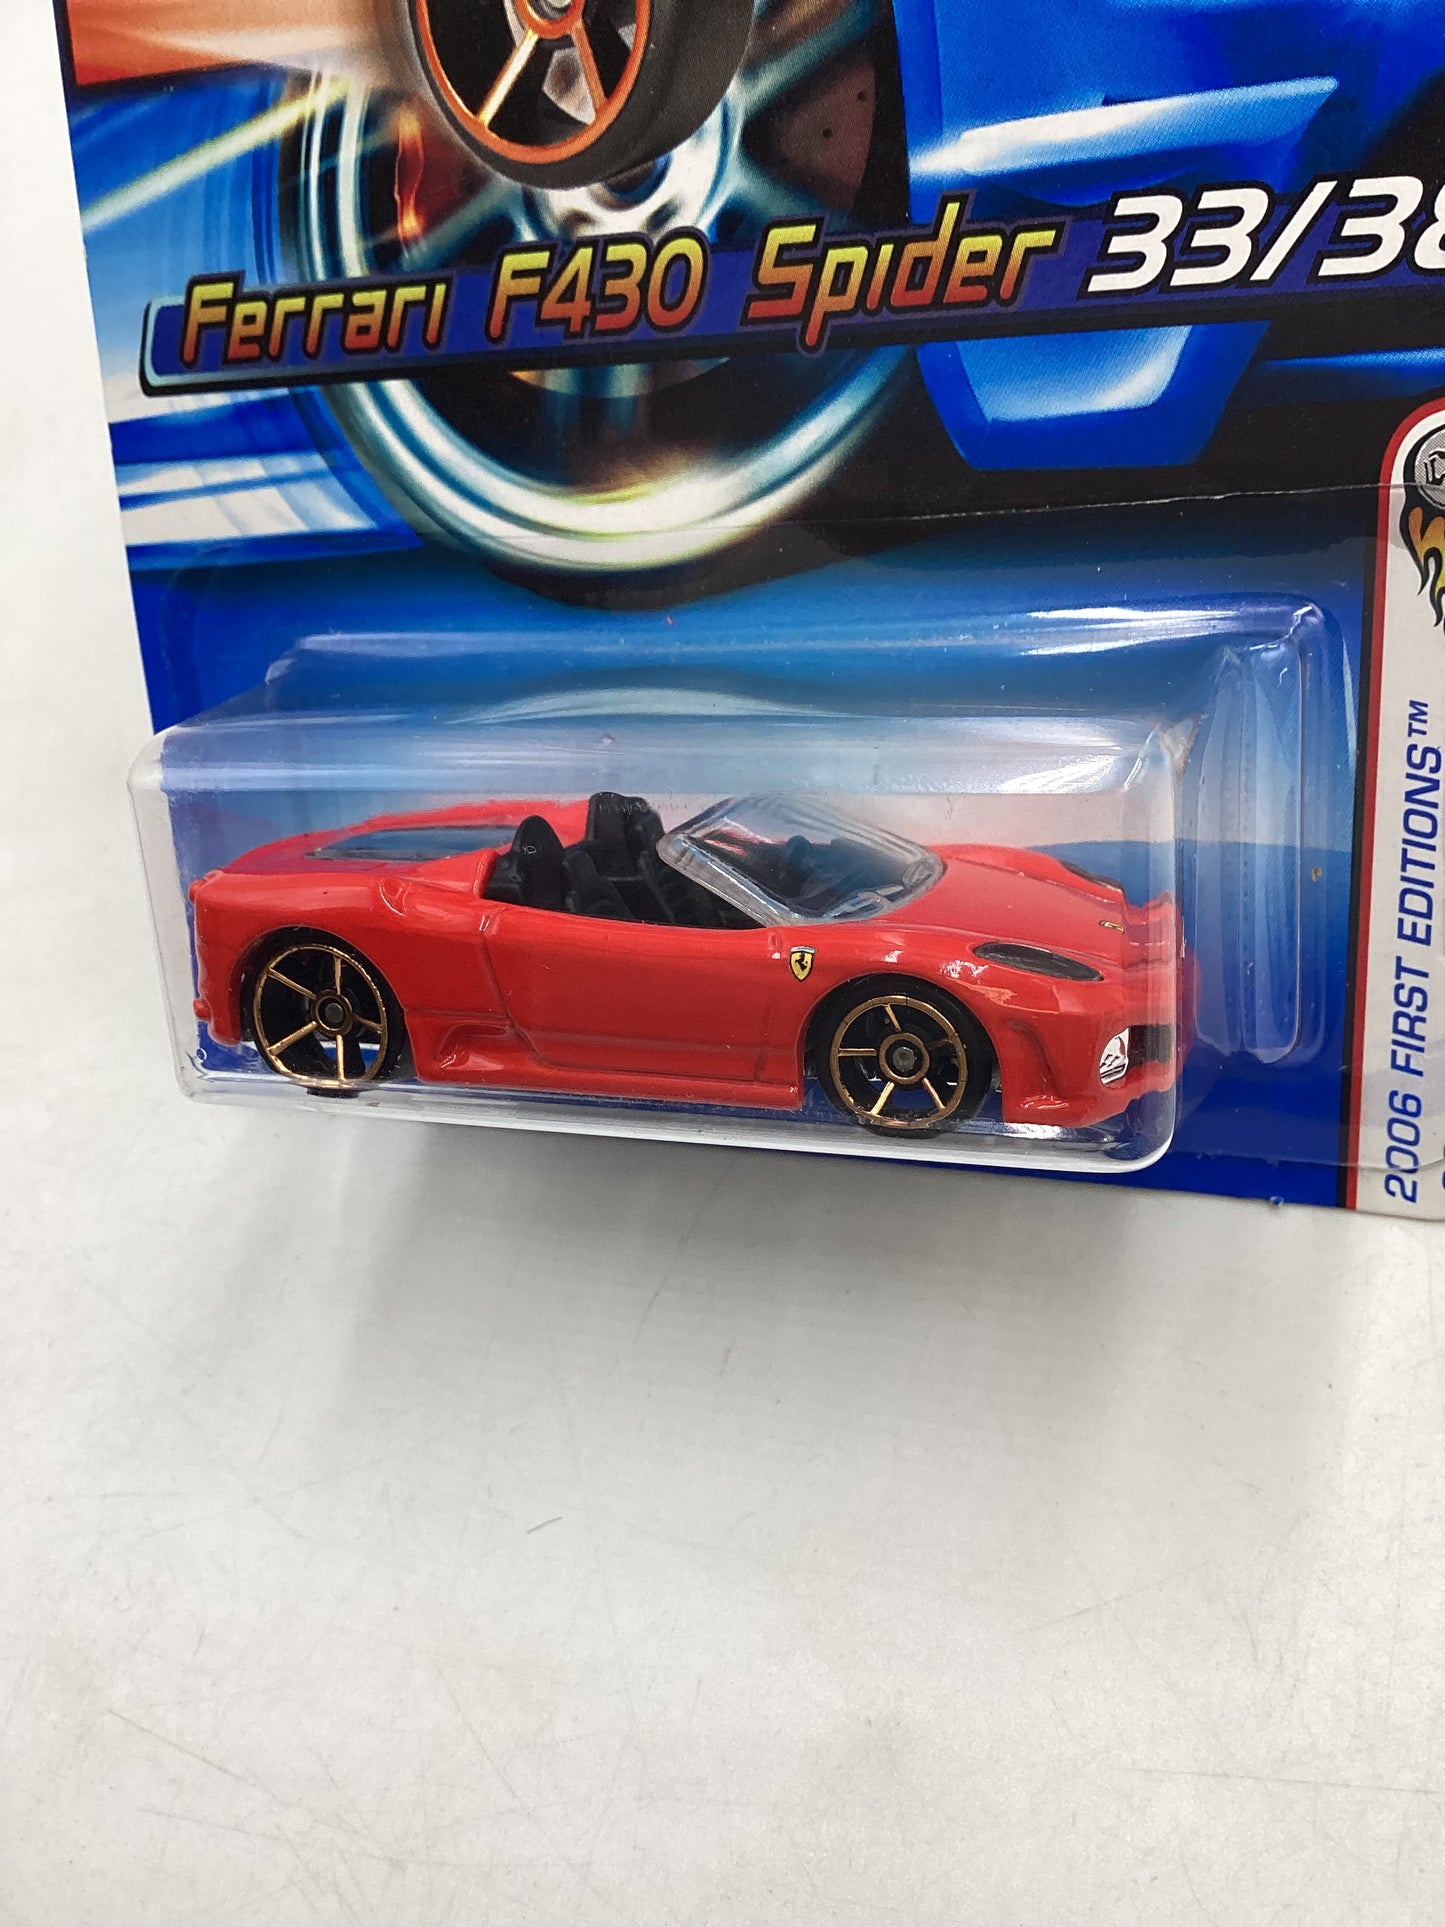 Ferrari F430 Spider 33/38
2006 FIRST EDITIONS™